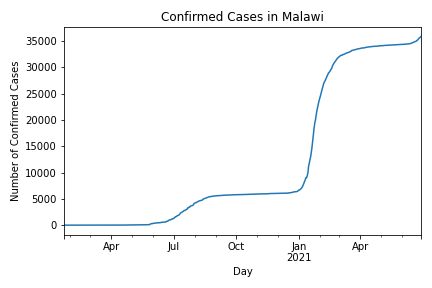 Confirmed Cases in Malawi
Number of Confirmed Cases
35000
30000
25000
20000
15000
10000
5000
0
Apr
Jul
Oct
Jan
2021
Apr
Day